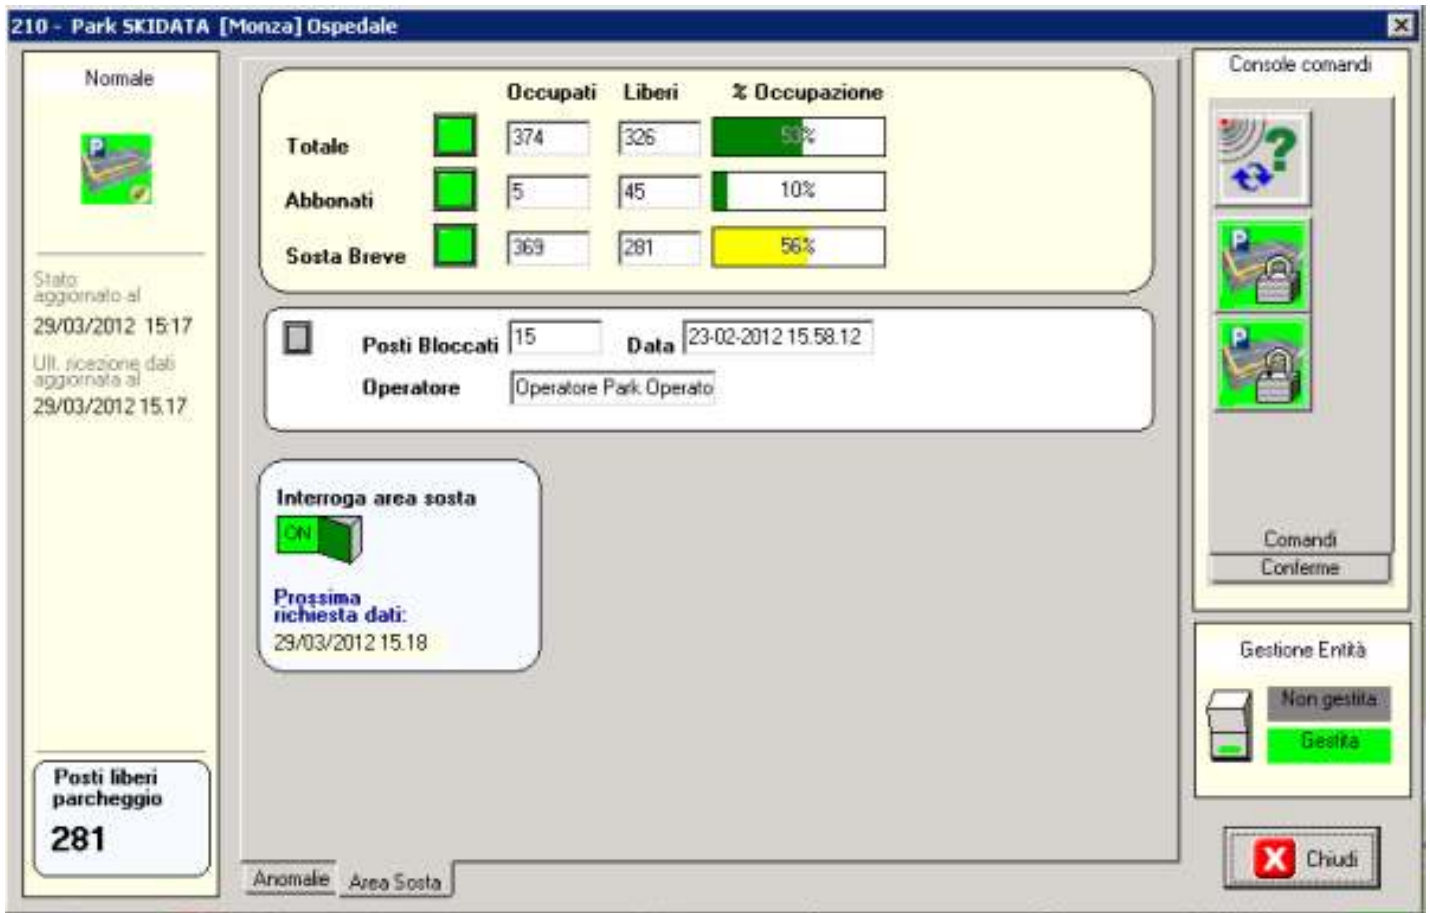 210 - Park SKIDATA [Monza] Ospedale
Normale
Stato
aggiornato al
29/03/2012 15:17
Ult. ricezione dati
aggiornata al
29/03/2012 15.17
Posti liberi
parcheggio
281
Occupati Liberi % Occupazione
Totale 374 326 53%
Abbonati 5 45 10%
Sosta Breve 369 281 56%
Posti Bloccati 15 Data 23-02-2012 15.58.12
Operatore Operatore Park Operato
Interroga area sosta
ON
Prossima
richiesta dati:
29/03/2012 15.18
Anomalie Area Sosta
Console comandi
P
P
Comandi
Conferme
Gestione Entità
Non gestita
Gestita
Chiudi